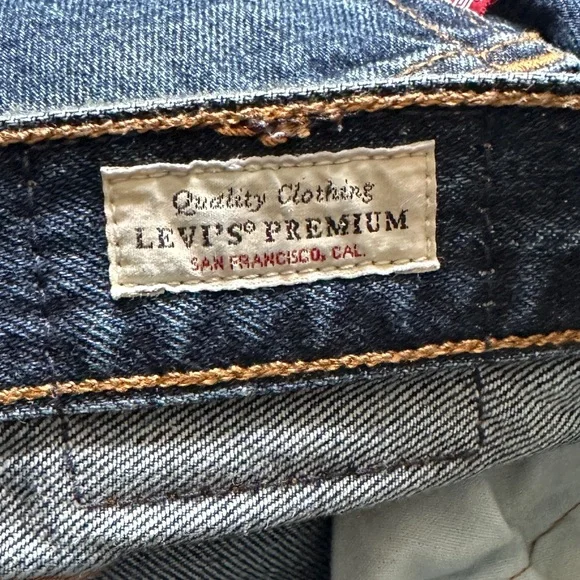 Quality Clothing
LEVI'S® PREMIUM
SAN FRANCISCO, CAL.